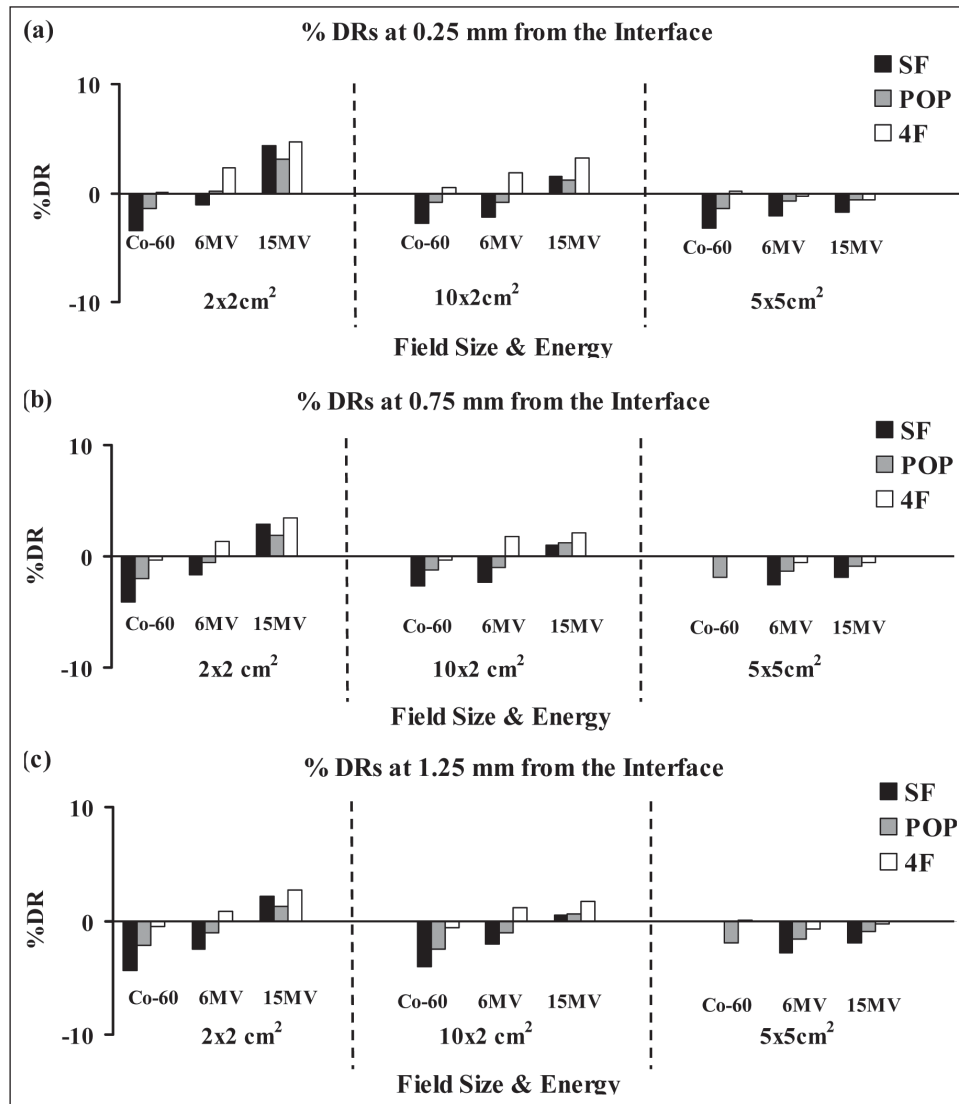 (a)
% DRs at 0.25 mm from the Interface
SF
POP
4F
10
0
-10
%DR
Co-60 6MV 15MV Co-60 6MV 15MV Co-60 6MV 15MV
2x2cm² 10x2cm² 5x5cm²
Field Size & Energy
(b)
% DRs at 0.75 mm from the Interface
SF
POP
4F
10
0
-10
%DR
Co-60 6MV 15MV Co-60 6MV 15MV Co-60 6MV 15MV
2x2 cm² 10x2 cm² 5x5cm²
Field Size & Energy
(c)
% DRs at 1.25 mm from the Interface
SF
POP
4F
10
0
-10
%DR
Co-60 6MV 15MV Co-60 6MV 15MV Co-60 6MV 15MV
2x2 cm² 10x2 cm² 5x5cm²
Field Size & Energy